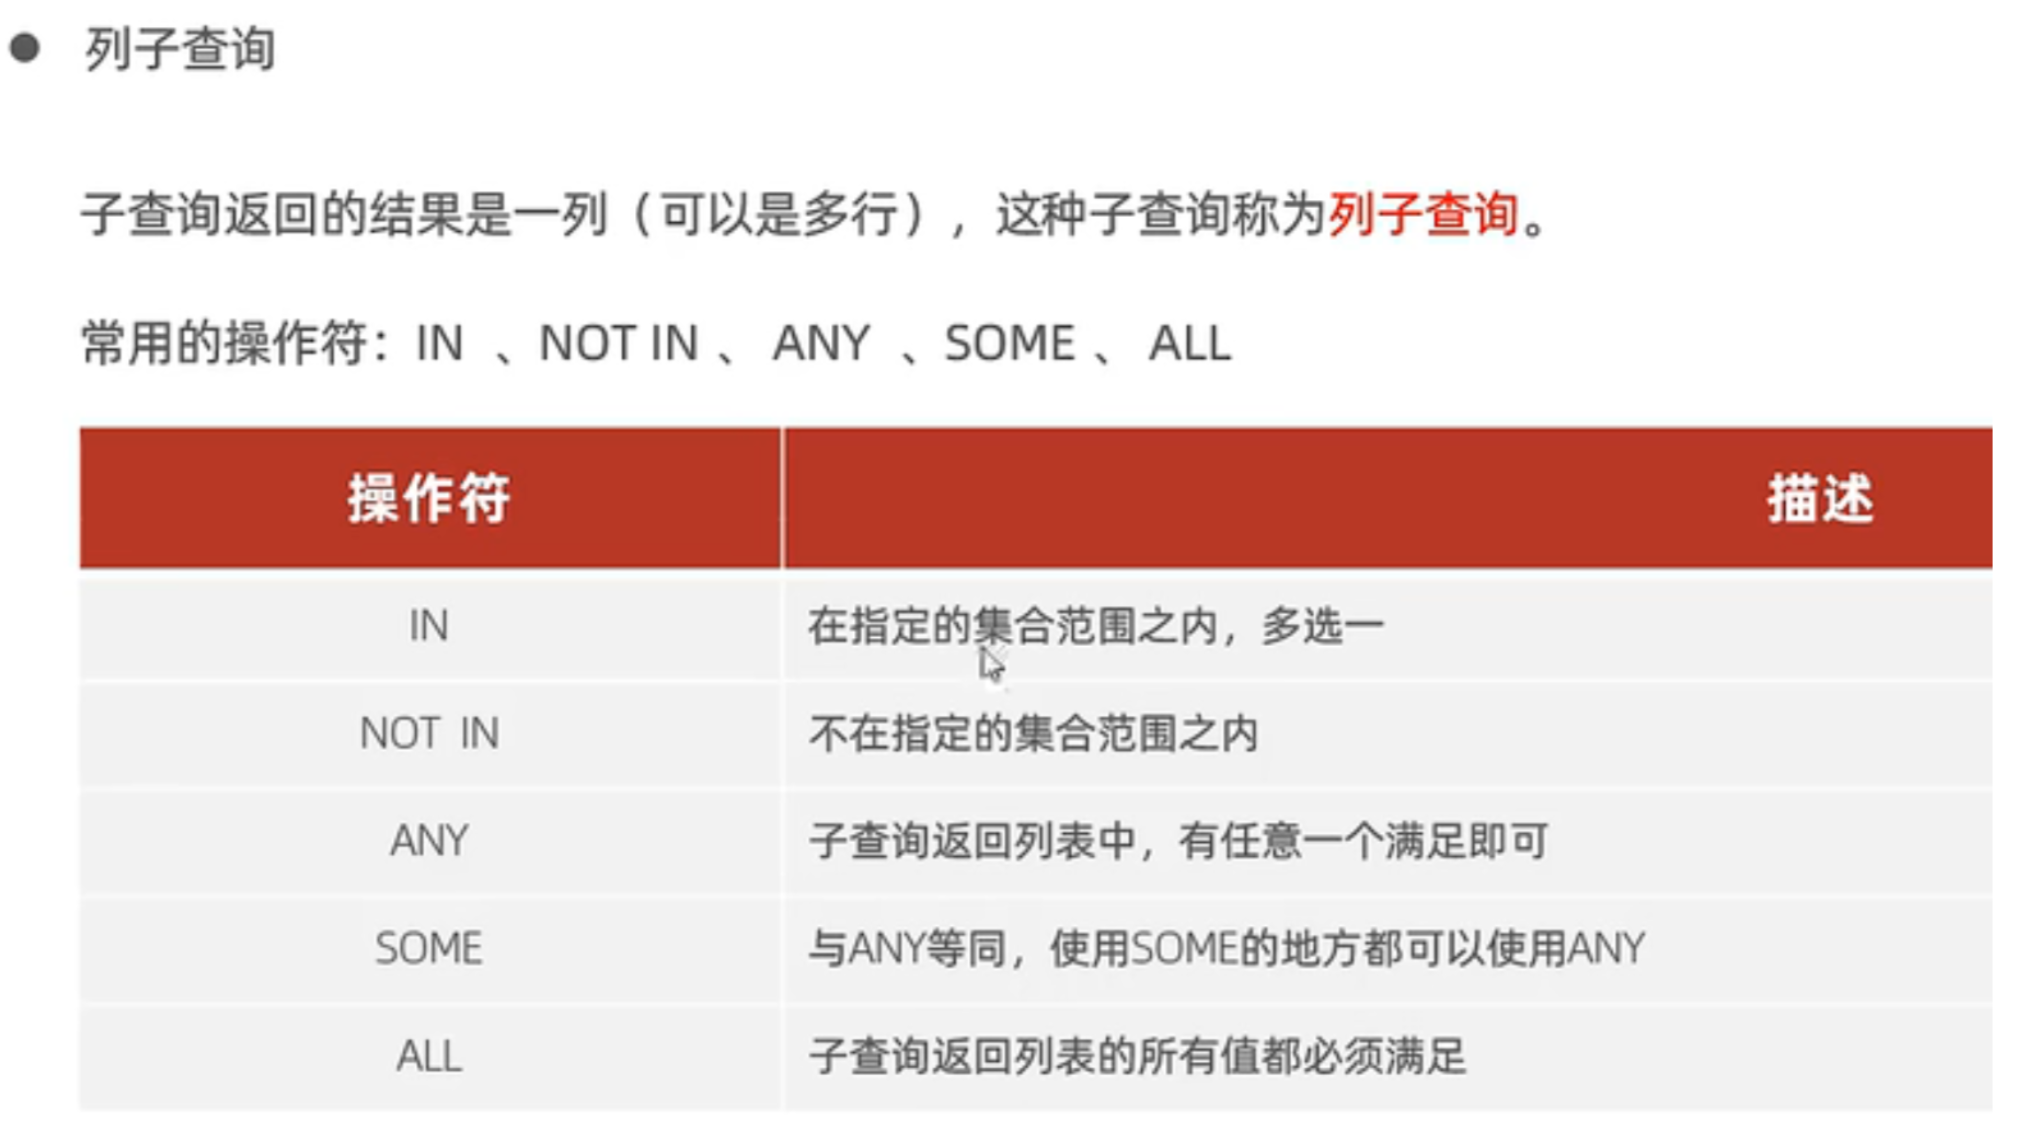 列子查询
子查询返回的结果是一列（可以是多行），这种子查询称为列子查询。
常用的操作符：IN 、NOT IN 、 ANY 、SOME 、 ALL
操作符 描述
IN 在指定的集合范围之内，多选一
NOT IN 不在指定的集合范围之内
ANY 子查询返回列表中，有任意一个满足即可
SOME 与ANY等同，使用SOME的地方都可以使用ANY
ALL 子查询返回列表的所有值都必须满足